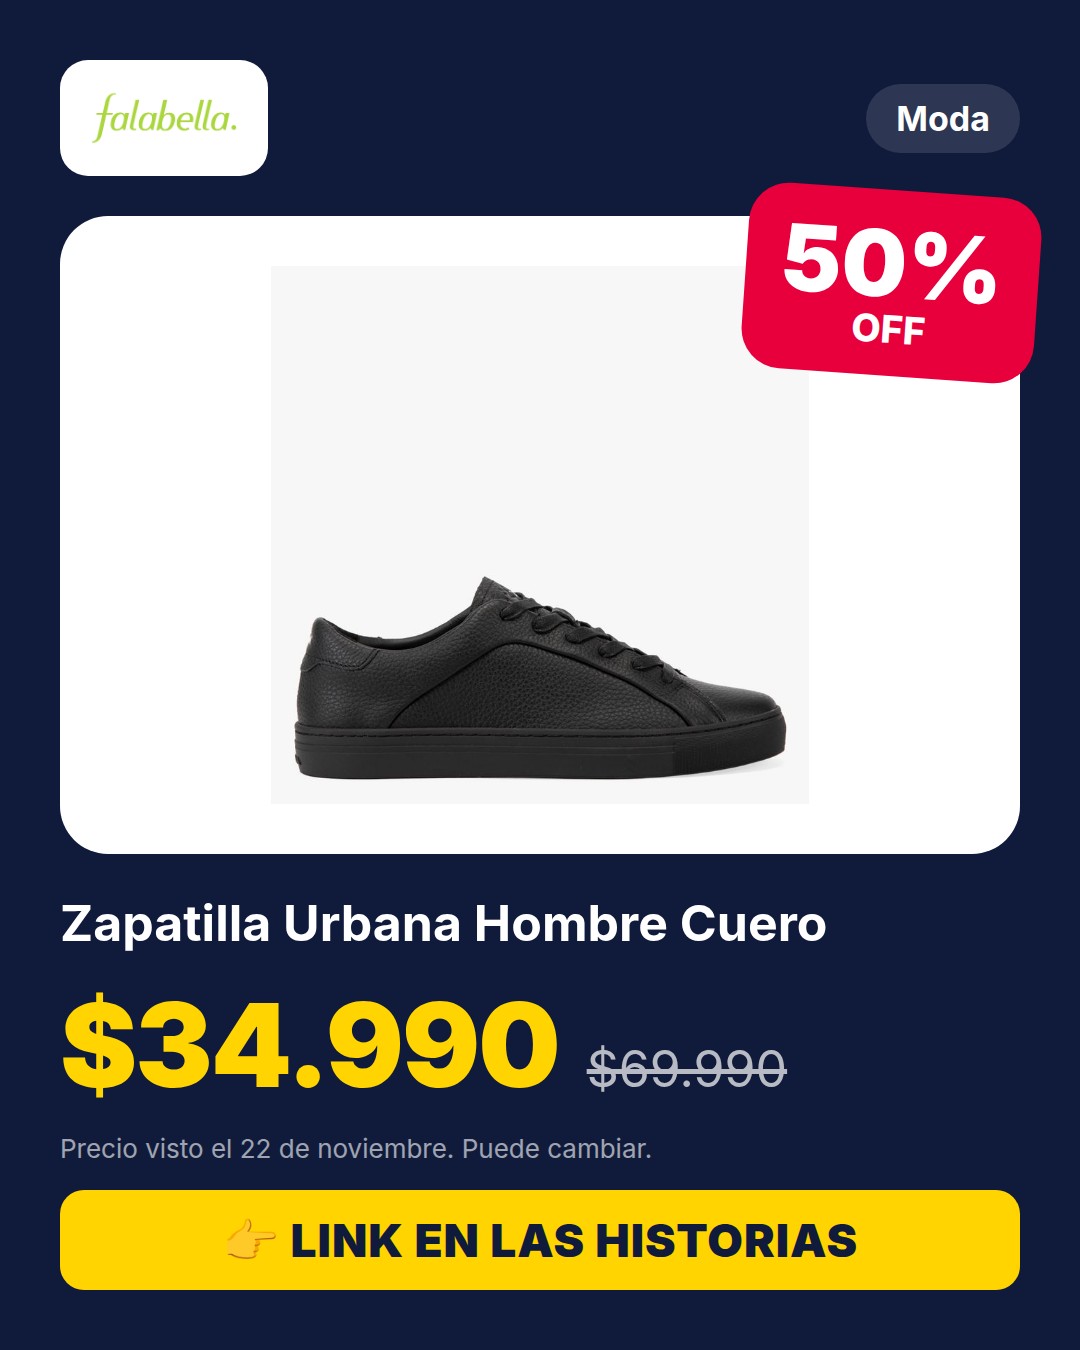 falabella.
Moda
50%
OFF
Zapatilla Urbana Hombre Cuero
$34.990 $69.990
Precio visto el 22 de noviembre. Puede cambiar.
👉 LINK EN LAS HISTORIAS